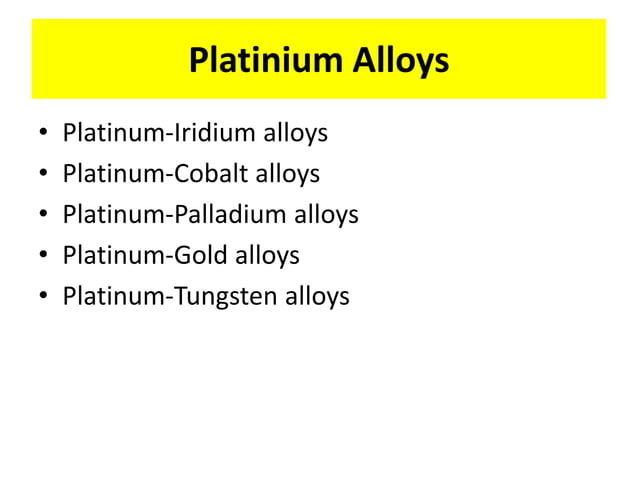 Platinium Alloys
• Platinum-Iridium alloys
• Platinum-Cobalt alloys
• Platinum-Palladium alloys
• Platinum-Gold alloys
• Platinum-Tungsten alloys